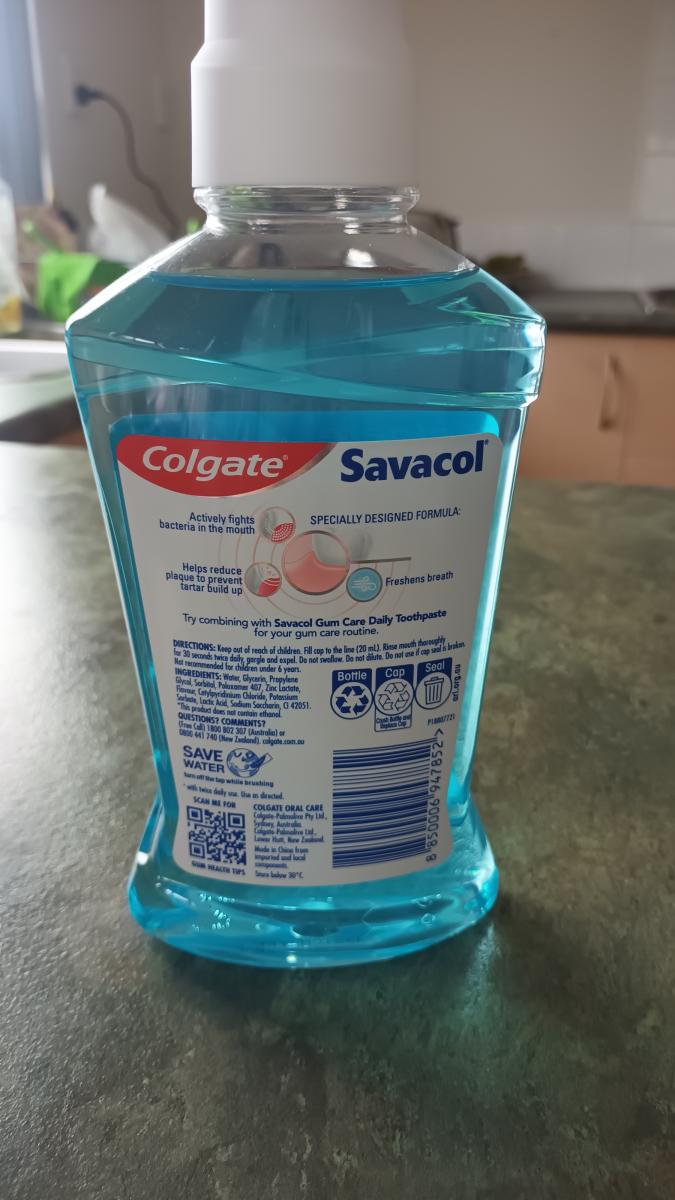 Colgate®
Savacol®
Actively fights
bacteria in the mouth
SPECIALLY DESIGNED FORMULA:
Helps reduce
plaque to prevent
tartar build up
Freshens breath
Try combining with Savacol Gum Care Daily Toothpaste
for your gum care routine.
DIRECTIONS: Keep out of reach of children. Fill cap to the line (20 mL). Rinse mouth thoroughly
for 30 seconds twice daily, gargle and expel. Do not swallow. Do not dilute. Do not use if cap seal is broken.
Not recommended for children under 6 years.
INGREDIENTS: Water, Glycerin, Propylene
Glycol, Sorbitol, Poloxamer 407, Zinc Lactate,
Flavour, Cetylpyridinium Chloride, Potassium
Sorbate, Lactic Acid, Sodium Saccharin, CI 42051.
*This product does not contain ethanol.
QUESTIONS? COMMENTS?
(Free Call) 1800 802 307 (Australia) or
0800 441 740 (New Zealand). colgate.com.au
Bottle
Cap
Seal
Crush Bottle and
Replace Cap
arl.org.au
P18807721
SAVE
WATER
turn off the tap while brushing
* with twice daily use. Use as directed.
SCAN ME FOR
GUM HEALTH TIPS
COLGATE ORAL CARE
Colgate-Palmolive Pty Ltd.,
Sydney, Australia.
Colgate-Palmolive Ltd.,
Lower Hutt, New Zealand.
Made in China from
imported and local
components.
Store below 30°C
8 850006 947852 >